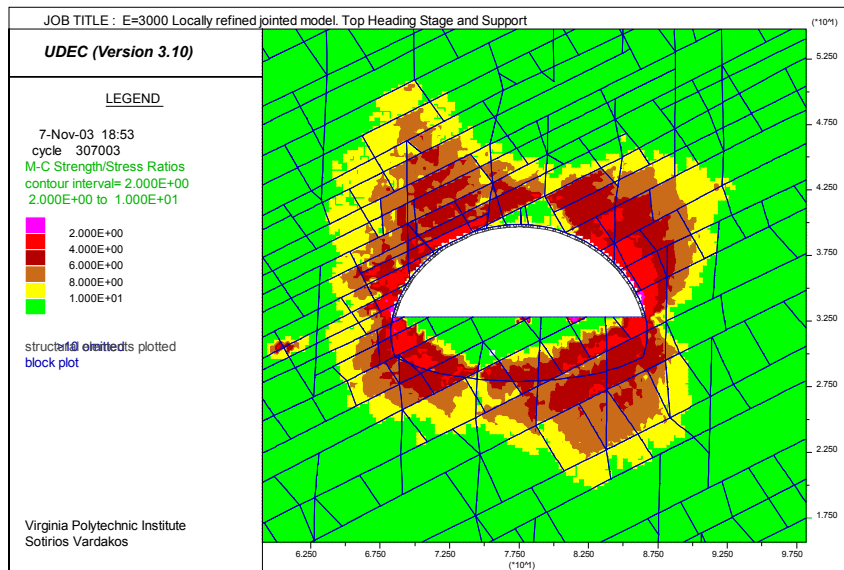 JOB TITLE : E=3000 Locally refined jointed model. Top Heading Stage and Support
(*10^1)
UDEC (Version 3.10)
LEGEND
7-Nov-03 18:53
cycle 307003
M-C Strength/Stress Ratios
contour interval= 2.000E+00
2.000E+00 to 1.000E+01
2.000E+00
4.000E+00
6.000E+00
8.000E+00
1.000E+01
block plot
Virginia Polytechnic Institute
Sotirios Vardakos
5.250
4.750
4.250
3.750
3.250
2.750
2.250
1.750
6.250 6.750 7.250 7.750 8.250 8.750 9.250 9.750
(*10^1)